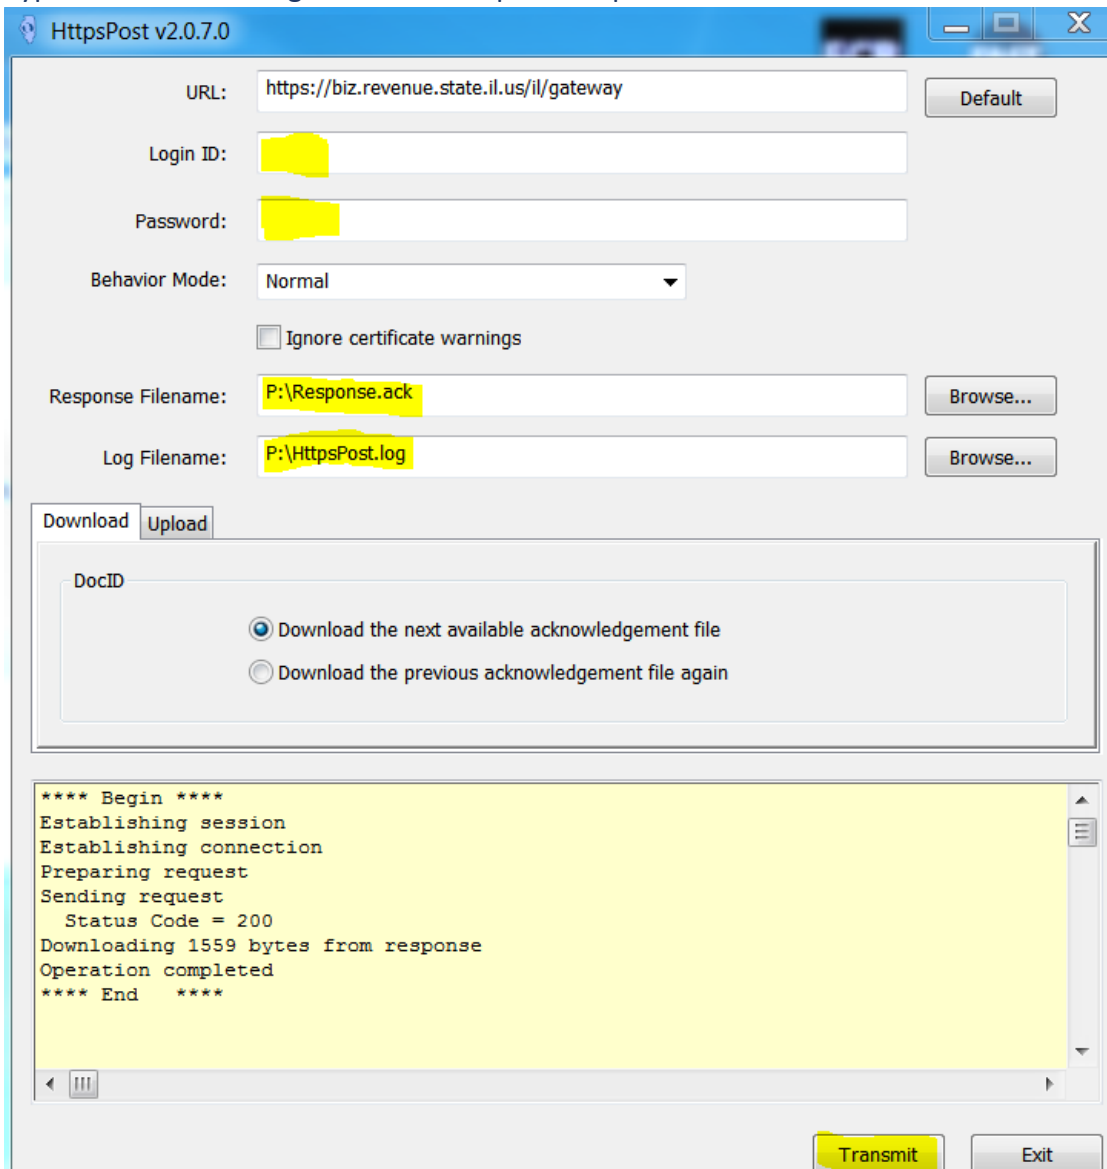 HttpsPost v2.0.7.0
URL: https://biz.revenue.state.il.us/il/gateway Default
Login ID:
Password:
Behavior Mode: Normal
Ignore certificate warnings
Response Filename: P:\Response.ack Browse...
Log Filename: P:\HttpsPost.log Browse...
Download Upload
DocID
Download the next available acknowledgement file
Download the previous acknowledgement file again
**** Begin ****
Establishing session
Establishing connection
Preparing request
Sending request
Status Code = 200
Downloading 1559 bytes from response
Operation completed
**** End ****
Transmit Exit